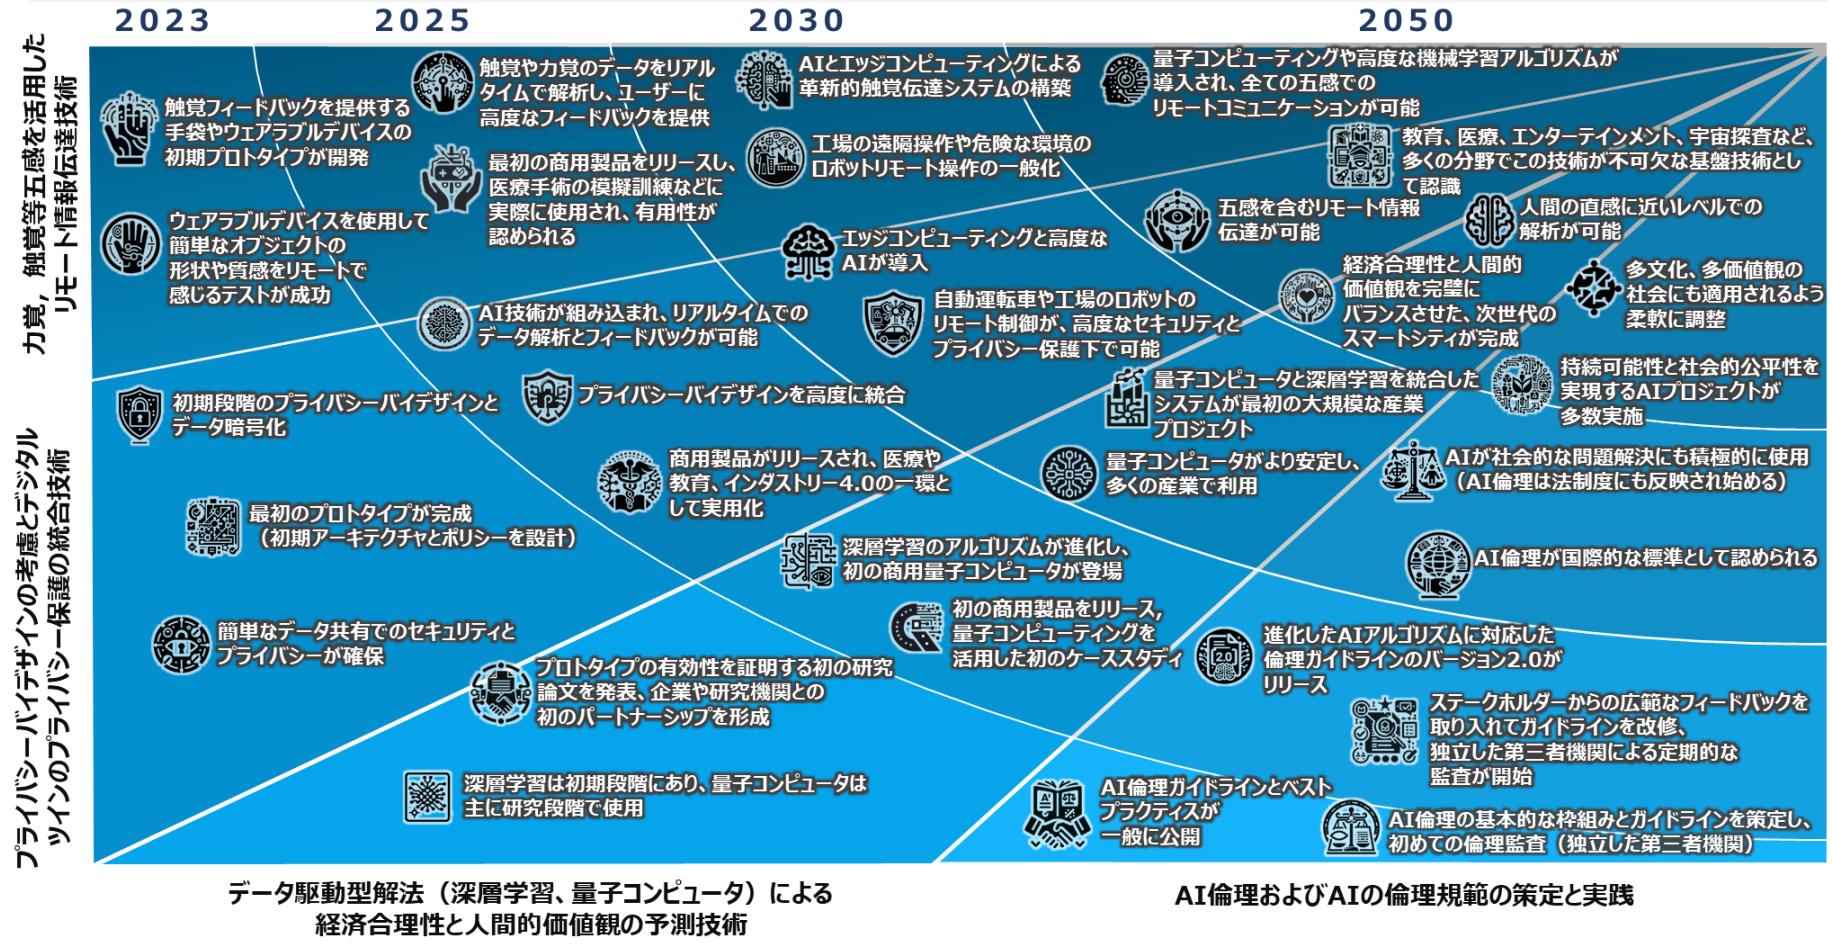 2023
2025
2030
2050
力覚，触覚等五感を活用した
リモート情報伝達技術
プライバシーバイデザインの考慮とデジタル
ツインのプライバシー保護の統合技術
触覚フィードバックを提供する
手袋やウェアラブルデバイスの
初期プロトタイプが開発
ウェアラブルデバイスを使用して
簡単なオブジェクトの
形状や質感をリモートで
感じるテストが成功
触覚や力覚のデータをリアル
タイムで解析し、ユーザーに
高度なフィードバックを提供
最初の商用製品をリリースし、
医療手術の模擬訓練などに
実際に使用され、有用性が
認められる
AIとエッジコンピューティングによる
革新的触覚伝達システムの構築
工場の遠隔操作や危険な環境の
ロボットリモート操作の一般化
量子コンピューティングや高度な機械学習アルゴリズムが
導入され、全ての五感での
リモートコミュニケーションが可能
教育、医療、エンターテインメント、宇宙探査など、
多くの分野でこの技術が不可欠な基盤技術とし
て認識
AI技術が組み込まれ、リアルタイムでの
データ解析とフィードバックが可能
エッジコンピューティングと高度な
AIが導入
自動運転車や工場のロボットの
リモート制御が、高度なセキュリティと
プライバシー保護下で可能
五感を含むリモート情報
伝達が可能
人間の直感に近いレベルでの
解析が可能
経済合理性と人間的
価値観を完璧に
バランスさせた、次世代の
スマートシティが完成
多文化、多価値観の
社会にも適用されるよう
柔軟に調整
初期段階のプライバシーバイデザインと
データ暗号化
プライバシーバイデザインを高度に統合
最初のプロトタイプが完成
（初期アーキテクチャとポリシーを設計）
商用製品がリリースされ、医療や
教育、インダストリー4.0の一環と
して実用化
簡単なデータ共有でのセキュリティと
プライバシーが確保
量子コンピュータと深層学習を統合した
システムが最初の大規模な産業
プロジェクト
持続可能性と社会的公平性を
実現するAIプロジェクトが
多数実施
量子コンピュータがより安定し、
多くの産業で利用
AIが社会的な問題解決にも積極的に使用
（AI倫理は法制度にも反映され始める）
深層学習のアルゴリズムが進化し、
初の商用量子コンピュータが登場
AI倫理が国際的な標準として認められる
初の商用製品をリリース，
量子コンピューティングを
活用した初のケーススタディ
2.0
進化したAIアルゴリズムに対応した
倫理ガイドラインのバージョン2.0が
リリース
プロトタイプの有効性を証明する初の研究
論文を発表、企業や研究機関との
初のパートナーシップを形成
ステークホルダーからの広範なフィードバックを
取り入れてガイドラインを改修、
独立した第三者機関による定期的な
監査が開始
深層学習は初期段階にあり、量子コンピュータは
主に研究段階で使用
AI倫理ガイドラインとベスト
プラクティスが
一般に公開
AI倫理の基本的な枠組みとガイドラインを策定し、
初めての倫理監査（独立した第三者機関）
データ駆動型解法（深層学習、量子コンピュータ）による
経済合理性と人間的価値観の予測技術
AI倫理およびAIの倫理規範の策定と実践